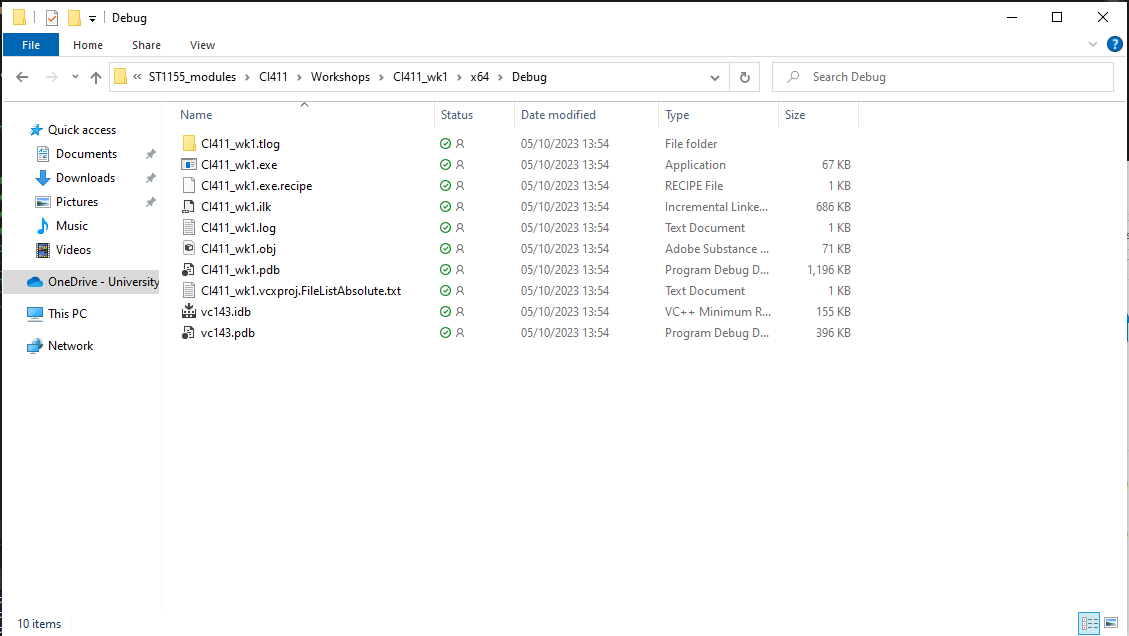 Debug
File Home Share View
« ST1155_modules > CI411 > Workshops > CI411_wk1 > x64 > Debug
Search Debug
Name Status Date modified Type Size
Quick access
Documents
Downloads
Pictures
Music
Videos
OneDrive - University
This PC
Network
CI411_wk1.tlog 05/10/2023 13:54 File folder
CI411_wk1.exe 05/10/2023 13:54 Application 67 KB
CI411_wk1.exe.recipe 05/10/2023 13:54 RECIPE File 1 KB
CI411_wk1.ilk 05/10/2023 13:54 Incremental Linke... 686 KB
CI411_wk1.log 05/10/2023 13:54 Text Document 1 KB
CI411_wk1.obj 05/10/2023 13:54 Adobe Substance ... 71 KB
CI411_wk1.pdb 05/10/2023 13:54 Program Debug D... 1,196 KB
CI411_wk1.vcxproj.FileListAbsolute.txt 05/10/2023 13:54 Text Document 1 KB
vc143.idb 05/10/2023 13:54 VC++ Minimum R... 155 KB
vc143.pdb 05/10/2023 13:54 Program Debug D... 396 KB
10 items